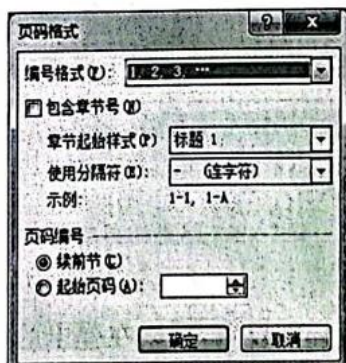 页码格式
编号格式(F): 1, 2, 3, …
包含章节号(N)
章节起始样式(P) 标题 1
使用分隔符(E): - (连字符)
示例: 1-1, 1-A
页码编号
续前节(C)
起始页码(A):
确定 取消